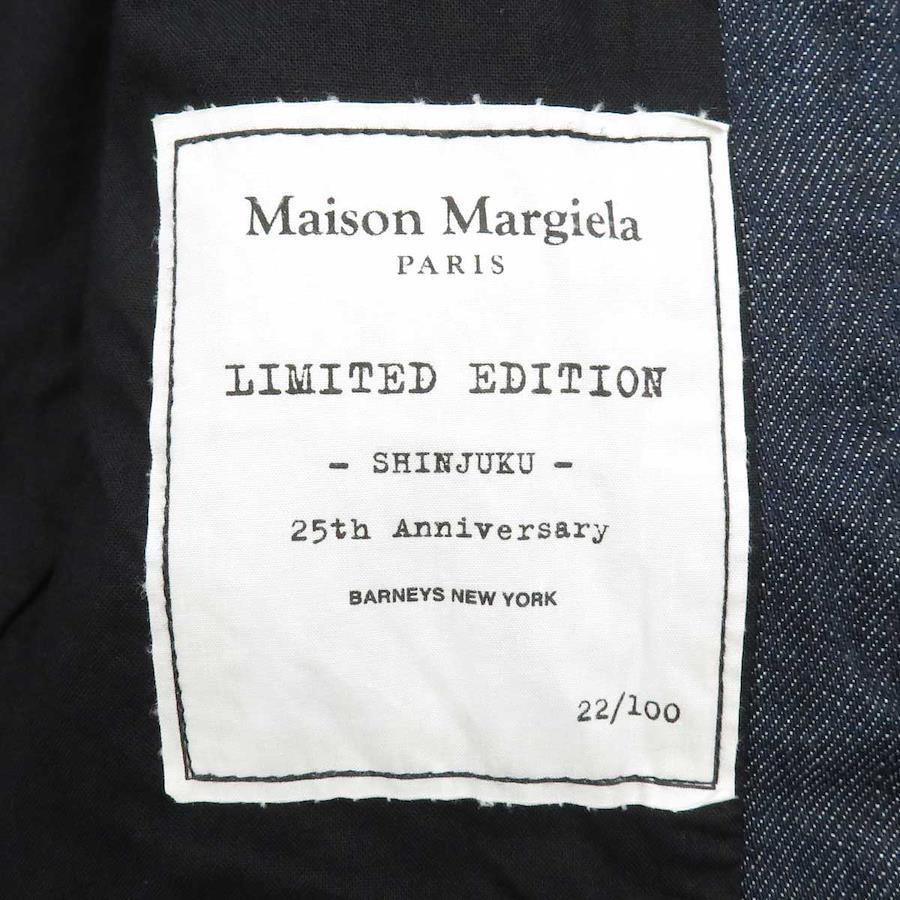 Maison Margiela
PARIS
LIMITED EDITION
- SHINJUKU -
25th Anniversary
BARNEYS NEW YORK
22/100